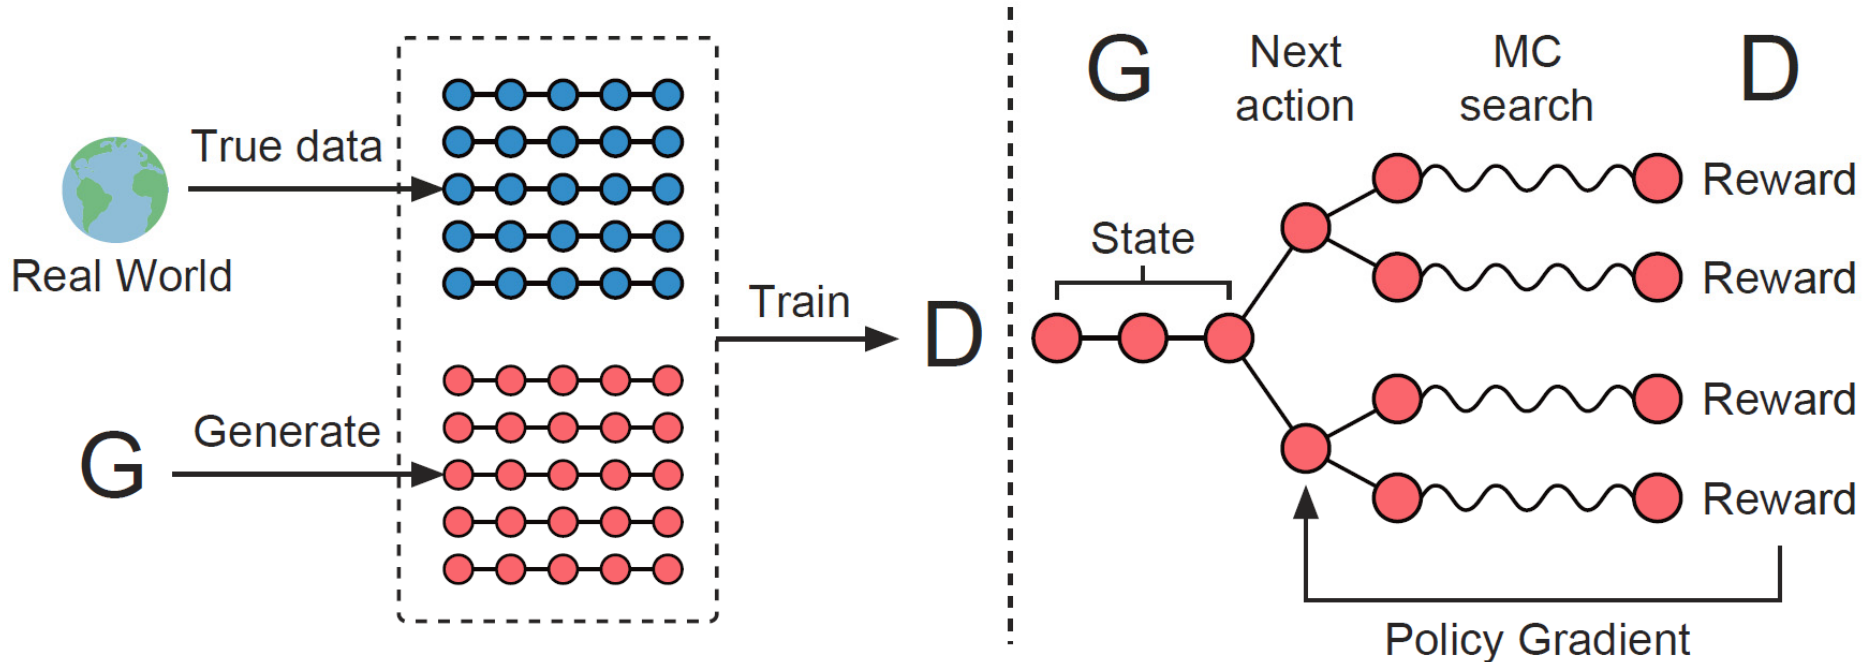 True data
Real World
G
Generate
Train
D
G
Next
action
MC
search
D
State
Reward
Reward
Reward
Reward
Policy Gradient